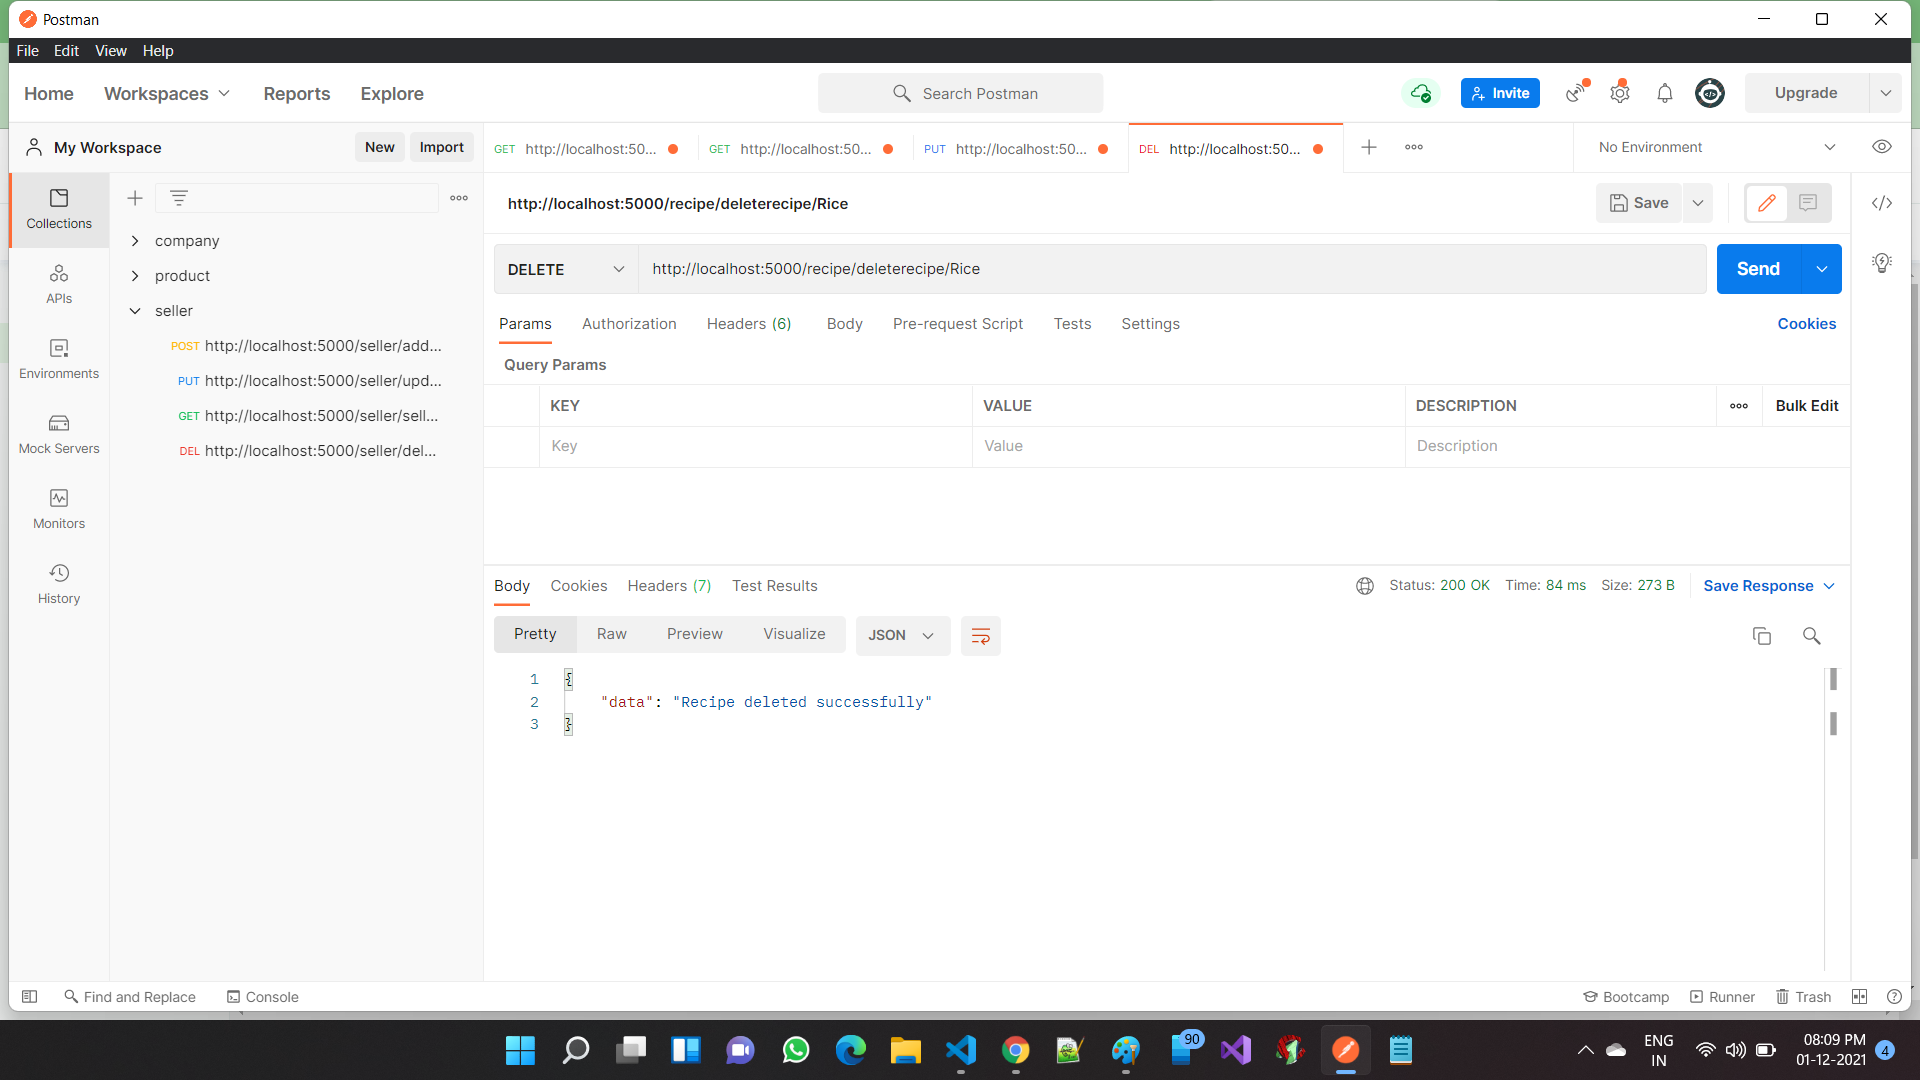 Postman
File Edit View Help
Home Workspaces Reports Explore
Search Postman
Invite
Upgrade
My Workspace
New Import
GET http://localhost:50... GET http://localhost:50... PUT http://localhost:50... DEL http://localhost:50...
No Environment
Collections
APIs
Environments
Mock Servers
Monitors
History
company
product
seller
POST http://localhost:5000/seller/add...
PUT http://localhost:5000/seller/upd...
GET http://localhost:5000/seller/sell...
DEL http://localhost:5000/seller/del...
http://localhost:5000/recipe/deleterecipe/Rice
Save
DELETE http://localhost:5000/recipe/deleterecipe/Rice
Send
Params Authorization Headers (6) Body Pre-request Script Tests Settings
Cookies
Query Params
KEY VALUE DESCRIPTION Bulk Edit
Key Value Description
Body Cookies Headers (7) Test Results
Status: 200 OK Time: 84 ms Size: 273 B Save Response
Pretty Raw Preview Visualize JSON
1 {
2 "data": "Recipe deleted successfully"
3 }
Find and Replace Console
Bootcamp Runner Trash
90
ENG
IN
08:09 PM
01-12-2021
4